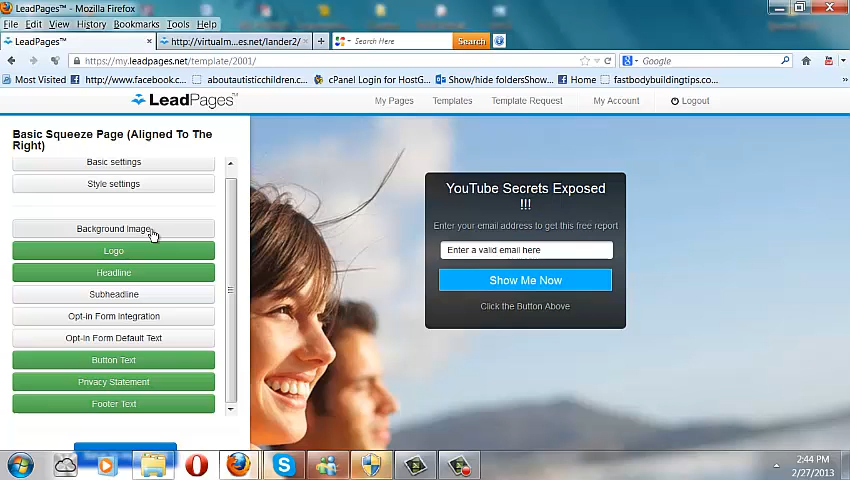 LeadPages™ - Mozilla Firefox
File Edit View History Bookmarks Tools Help
LeadPages™ × http://virtualm...es.net/lander2/ × + Search Here Search
https://my.leadpages.net/template/2001/ Google
Most Visited http://www.facebook.c... aboutautisticchildren.c... cPanel Login for HostG... Show/hide foldersShow... Home fastbodybuildingtips.co...
LeadPages™ My Pages Templates Template Request My Account Logout
Basic Squeeze Page (Aligned To The
Right)
Basic settings
Style settings
Background Image
Logo
Headline
Subheadline
Opt-in Form Integration
Opt-in Form Default Text
Button Text
Privacy Statement
Footer Text
YouTube Secrets Exposed
!!!
Enter your email address to get this free report
Enter a valid email here
Show Me Now
Click the Button Above
2:44 PM
2/27/2013